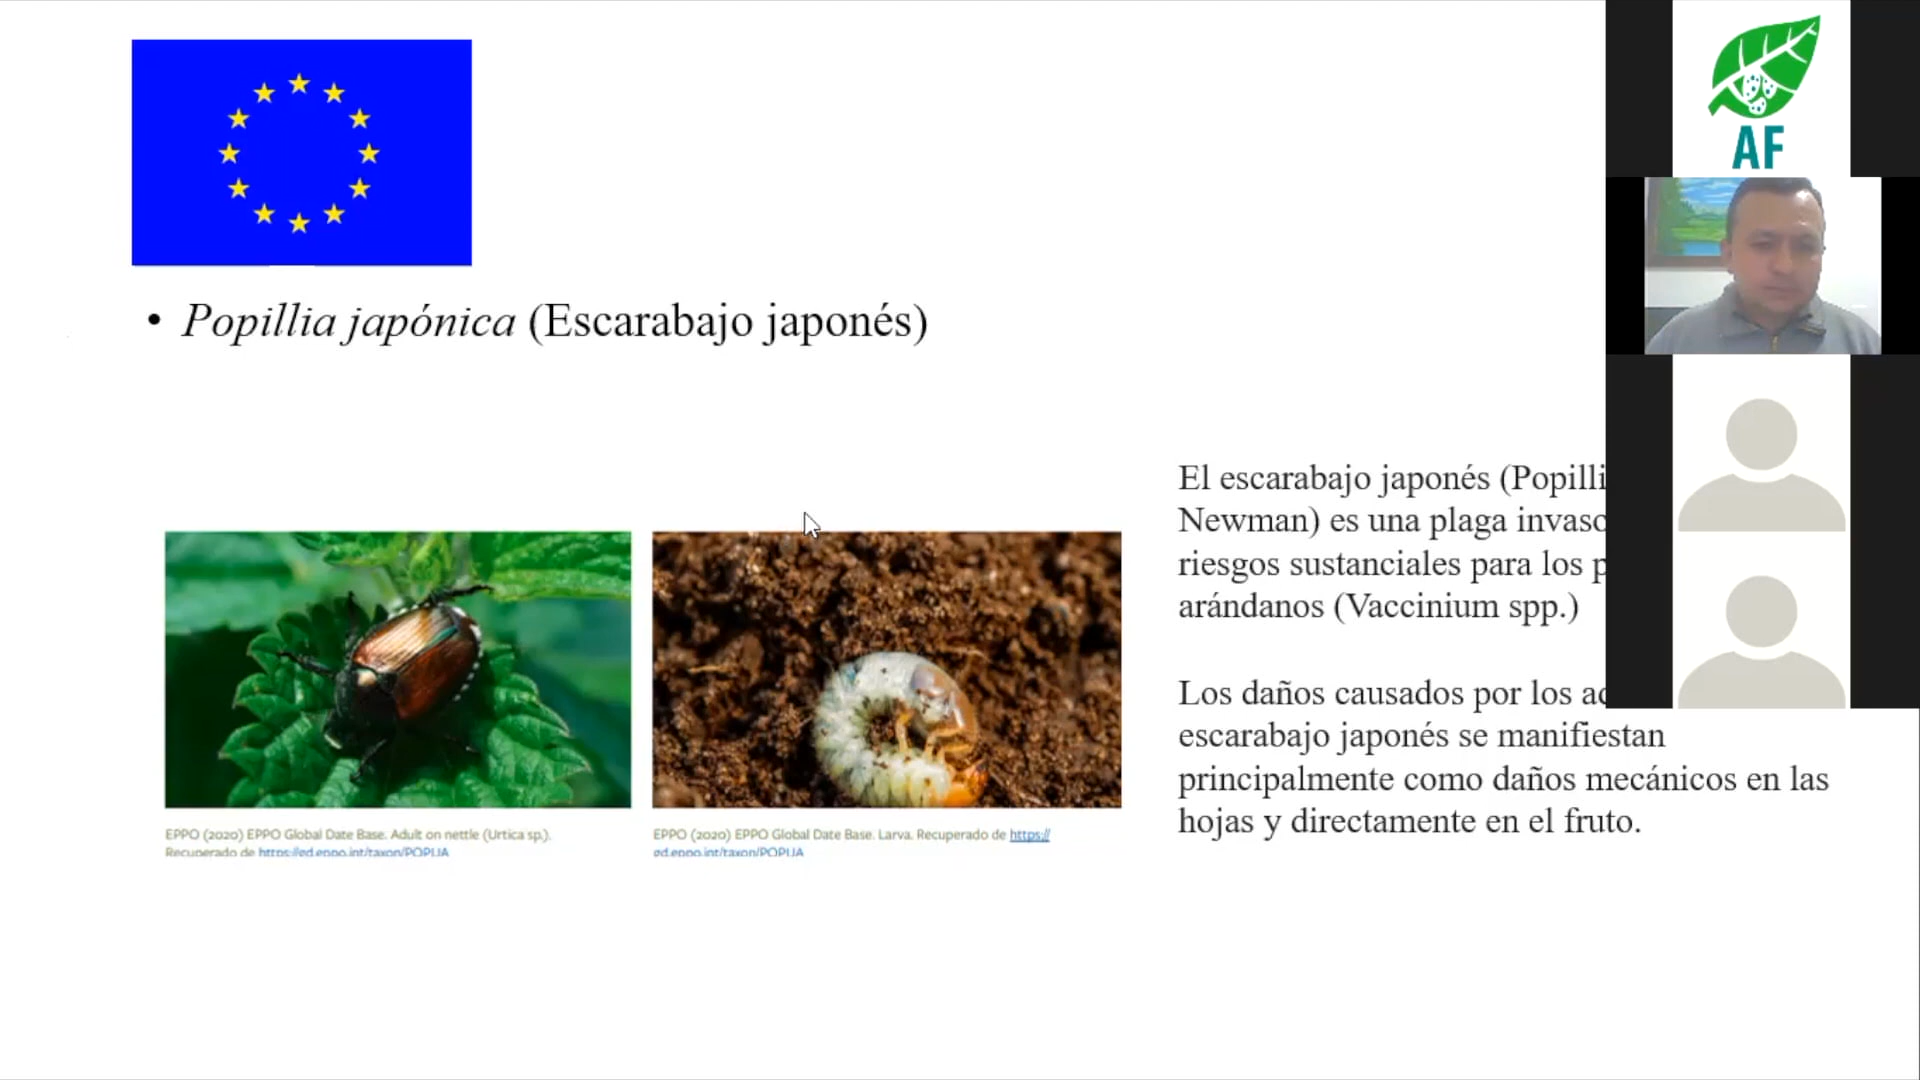 AF
• Popillia japónica (Escarabajo japonés)
El escarabajo japonés (Popilli
Newman) es una plaga invaso
riesgos sustanciales para los p
arándanos (Vaccinium spp.)
Los daños causados por los ad
escarabajo japonés se manifiestan
principalmente como daños mecánicos en las
hojas y directamente en el fruto.
EPPO (2020) EPPO Global Date Base. Adult on nettle (Urtica sp.).
Recuperado de https://gd.eppo.int/taxon/POPIJA
EPPO (2020) EPPO Global Date Base. Larva. Recuperado de https://
gd.eppo.int/taxon/POPIJA